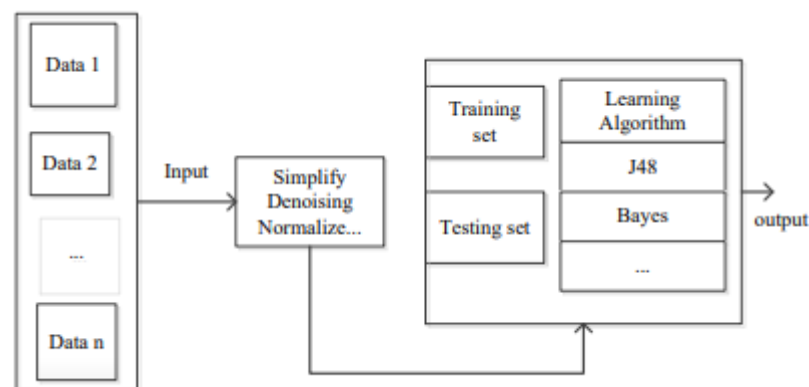 Data 1
Data 2
...
Data n
Input
Simplify
Denoising
Normalize...
Training
set
Testing set
Learning
Algorithm
J48
Bayes
...
output